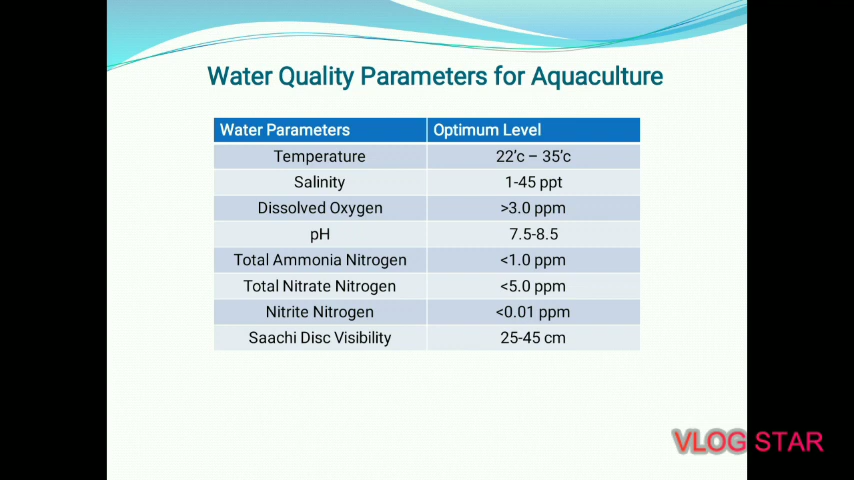 Water Quality Parameters for Aquaculture
Water Parameters Optimum Level
Temperature 22'c – 35'c
Salinity 1-45 ppt
Dissolved Oxygen >3.0 ppm
pH 7.5-8.5
Total Ammonia Nitrogen <1.0 ppm
Total Nitrate Nitrogen <5.0 ppm
Nitrite Nitrogen <0.01 ppm
Saachi Disc Visibility 25-45 cm
VLOG STAR